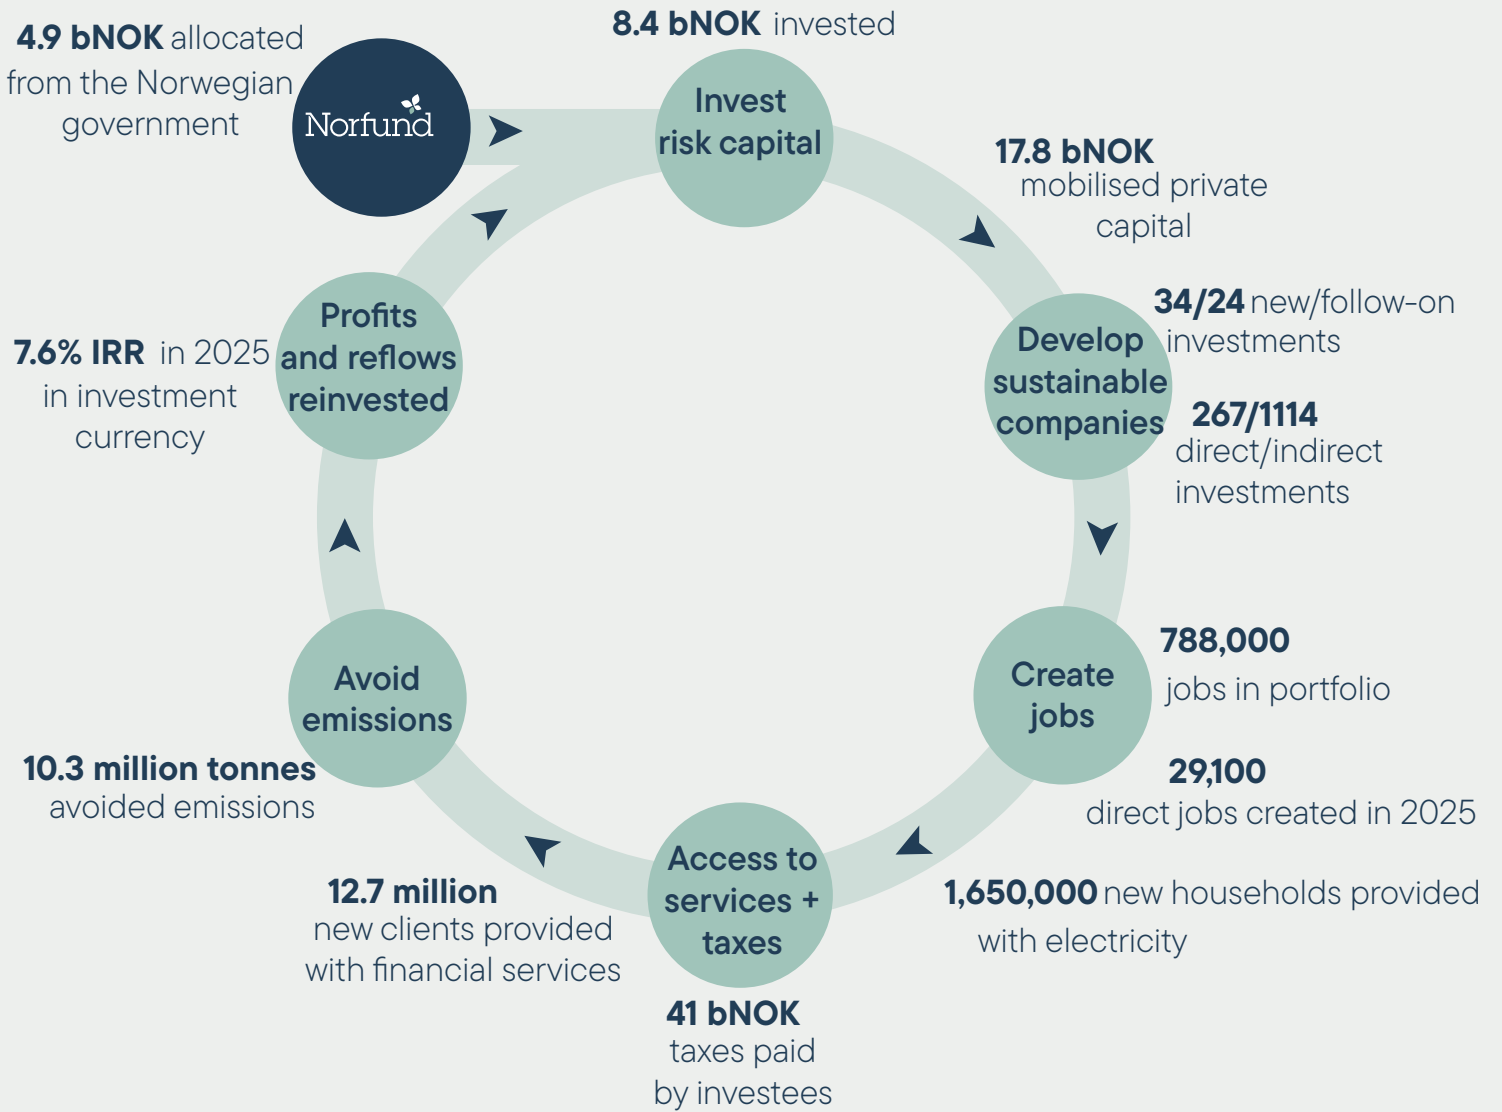 4.9 bNOK allocated
from the Norwegian
government
Norfund
8.4 bNOK invested
Invest
risk capital
17.8 bNOK
mobilised private
capital
34/24 new/follow-on
investments
Develop
sustainable
companies
267/1114
direct/indirect
investments
788,000
jobs in portfolio
Create
jobs
29,100
direct jobs created in 2025
1,650,000 new households provided
with electricity
Access to
services +
taxes
41 bNOK
taxes paid
by investees
12.7 million
new clients provided
with financial services
Avoid
emissions
10.3 million tonnes
avoided emissions
Profits
and reflows
reinvested
7.6% IRR in 2025
in investment
currency